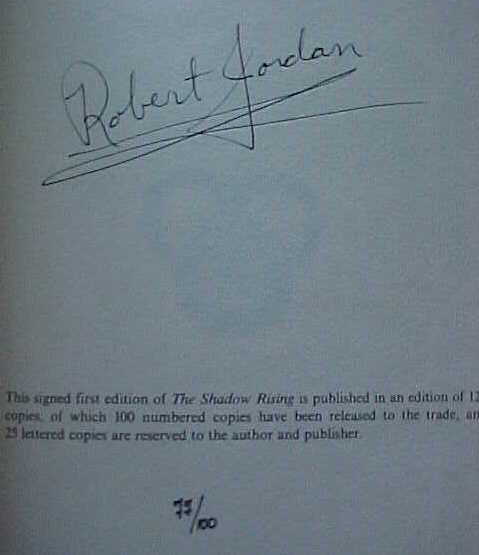 Robert Jordan
This signed first edition of The Shadow Rising is published in an edition of 12
copies, of which 100 numbered copies have been released to the trade, an
25 lettered copies are reserved to the author and publisher.
/100